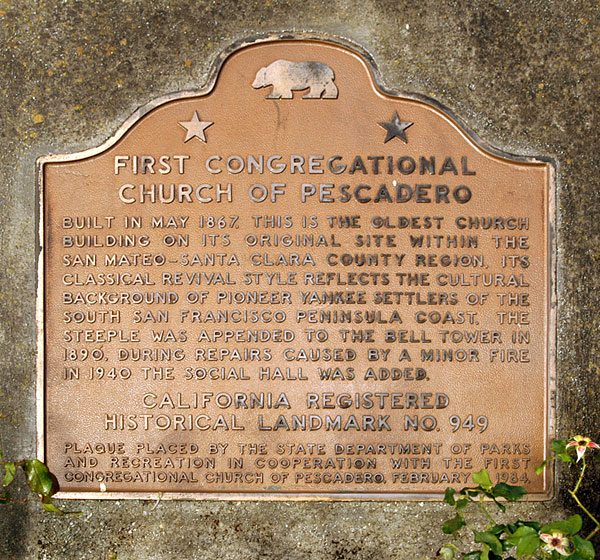 FIRST CONGREGATIONAL
CHURCH OF PESCADERO
BUILT IN MAY 1867, THIS IS THE OLDEST CHURCH
BUILDING ON ITS ORIGINAL SITE WITHIN THE
SAN MATEO-SANTA CLARA COUNTY REGION. ITS
CLASSICAL REVIVAL STYLE REFLECTS THE CULTURAL
BACKGROUND OF PIONEER YANKEE SETTLERS OF THE
SOUTH SAN FRANCISCO PENINSULA COAST. THE
STEEPLE WAS APPENDED TO THE BELL TOWER IN
1890. DURING REPAIRS CAUSED BY A MINOR FIRE
IN 1940 THE SOCIAL HALL WAS ADDED.
CALIFORNIA REGISTERED
HISTORICAL LANDMARK NO. 949
PLAQUE PLACED BY THE STATE DEPARTMENT OF PARKS
AND RECREATION IN COOPERATION WITH THE FIRST
CONGREGATIONAL CHURCH OF PESCADERO, FEBRUARY 5, 1984.